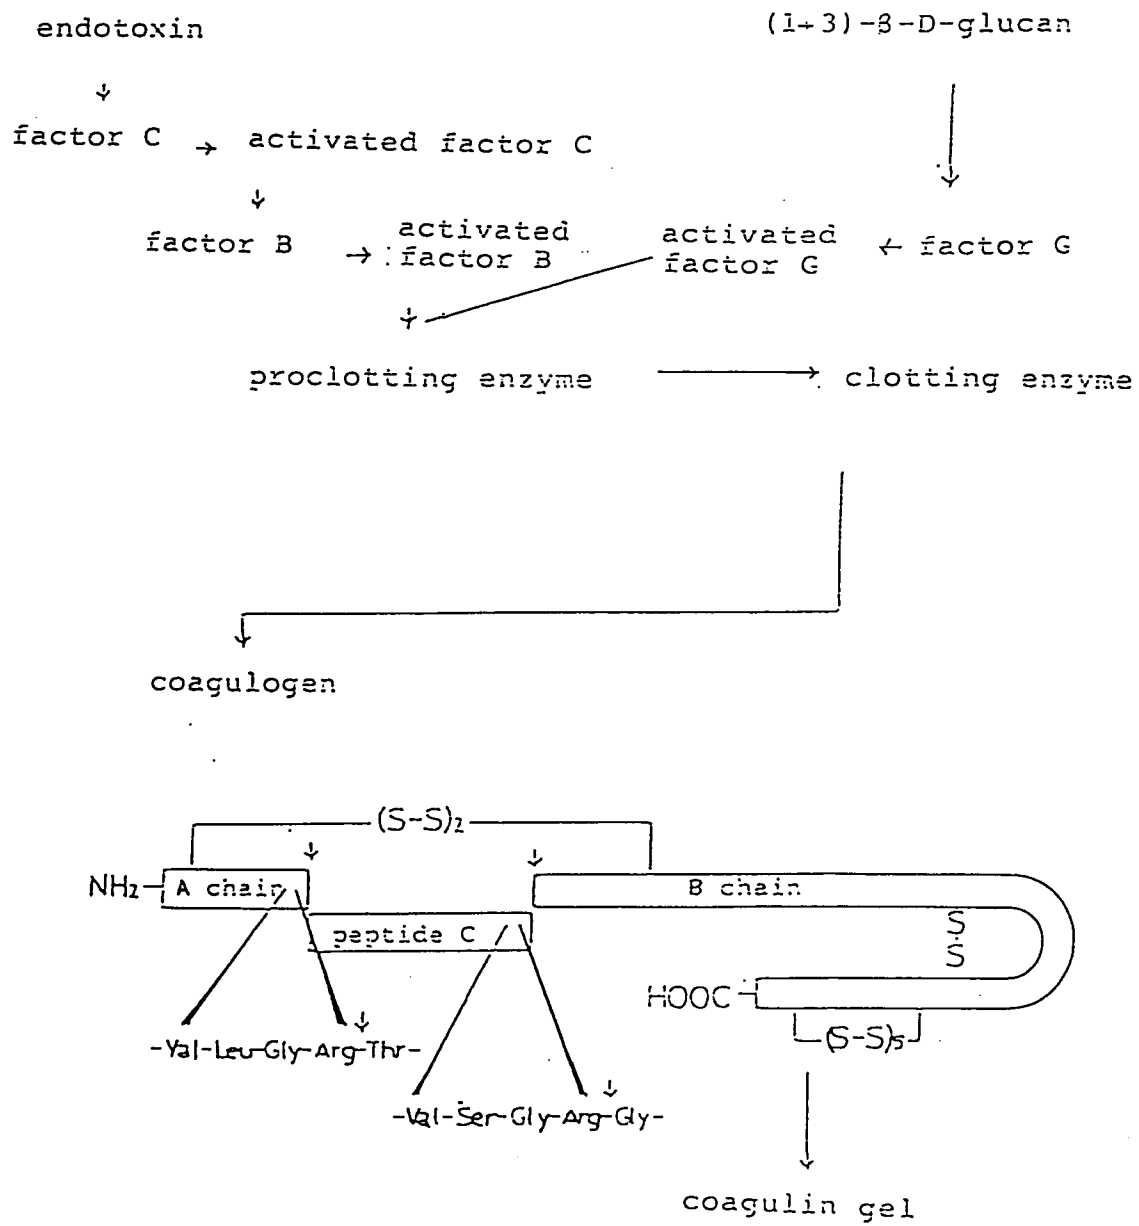 endotoxin (1→3)-β-D-glucan
↓
factor C → activated factor C
↓ ↓
factor B → activated factor B activated factor G ← factor G
↓
proclotting enzyme → clotting enzyme
↓
coagulogen
(S-S)2
↓ ↓
NH2 A chain B chain
peptide C S
S
HOOC
↓ (S-S)5
-Val-Leu-Gly-Arg-Thr-
↓
-Val-Ser-Gly-Arg-Gly-
↓
coagulin gel